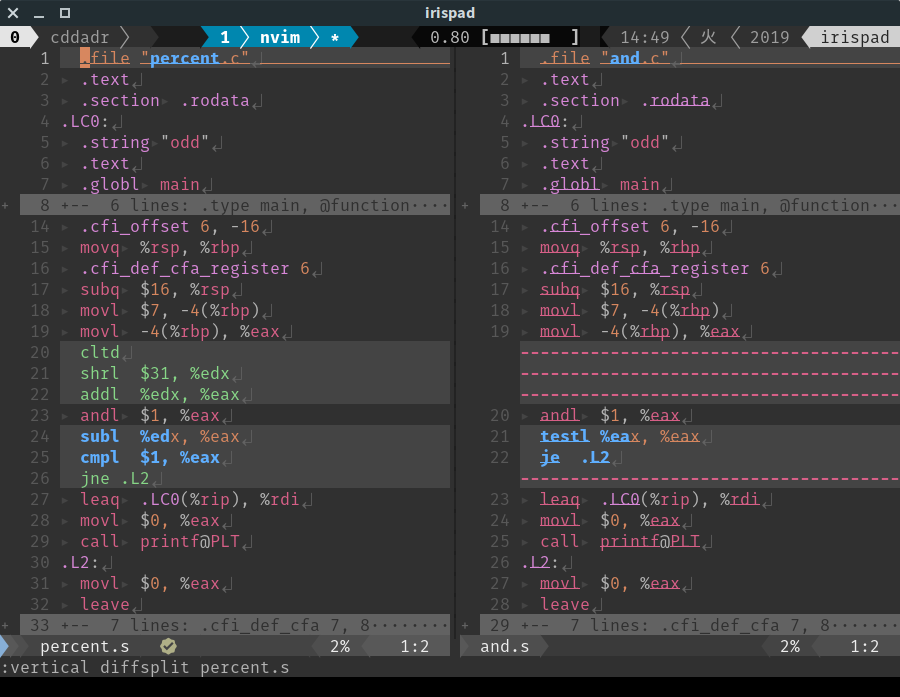 irispad
0 cddadr 1 nvim * 0.80 [■■■■■■ ] 14:49 火 2019 irispad
1 .file "percent.c"
2 .text
3 .section .rodata
4 .LC0:
5 .string "odd"
6 .text
7 .globl main
+ 8 +-- 6 lines: .type main, @function····
14 .cfi_offset 6, -16
15 movq %rsp, %rbp
16 .cfi_def_cfa_register 6
17 subq $16, %rsp
18 movl $7, -4(%rbp)
19 movl -4(%rbp), %eax
20 cltd
21 shrl $31, %edx
22 addl %edx, %eax
23 andl $1, %eax
24 subl %edx, %eax
25 cmpl $1, %eax
26 jne .L2
27 leaq .LC0(%rip), %rdi
28 movl $0, %eax
29 call printf@PLT
30 .L2:
31 movl $0, %eax
32 leave
+ 33 +-- 7 lines: .cfi_def_cfa 7, 8········
percent.s 2% 1:2
1 .file "and.c"
2 .text
3 .section .rodata
4 .LC0:
5 .string "odd"
6 .text
7 .globl main
+ 8 +-- 6 lines: .type main, @function···
14 .cfi_offset 6, -16
15 movq %rsp, %rbp
16 .cfi_def_cfa_register 6
17 subq $16, %rsp
18 movl $7, -4(%rbp)
19 movl -4(%rbp), %eax
20 andl $1, %eax
21 testl %eax, %eax
22 je .L2
23 leaq .LC0(%rip), %rdi
24 movl $0, %eax
25 call printf@PLT
26 .L2:
27 movl $0, %eax
28 leave
+ 29 +-- 7 lines: .cfi_def_cfa 7, 8·······
and.s 2% 1:2
:vertical diffsplit percent.s